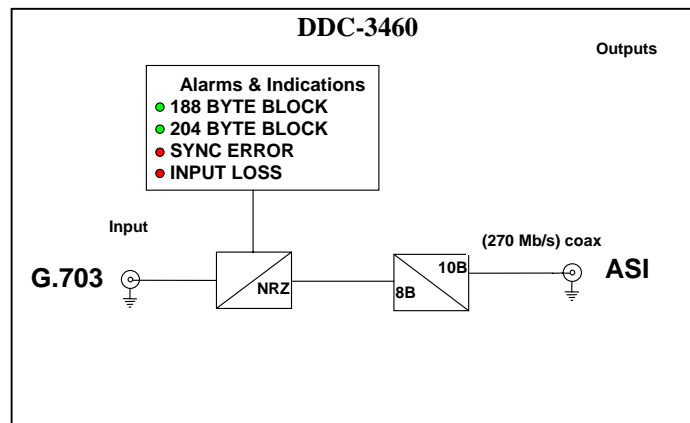 DDC-3460
Outputs
Alarms & Indications
188 BYTE BLOCK
204 BYTE BLOCK
SYNC ERROR
INPUT LOSS
Input
(270 Mb/s) coax
G.703
NRZ
8B
10B
ASI